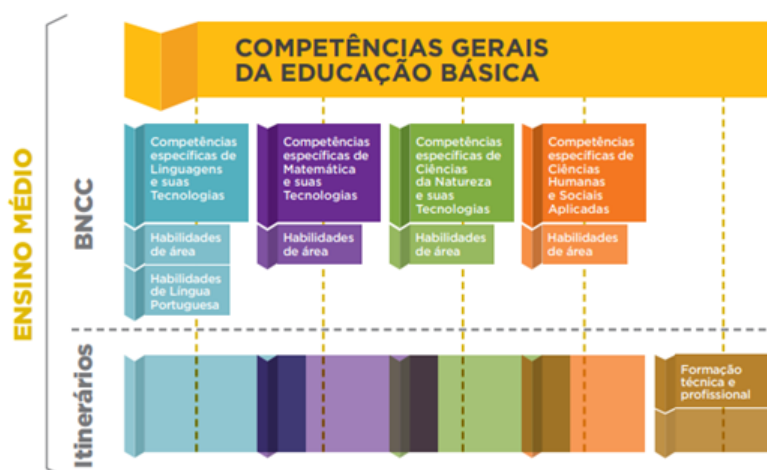 ENSINO MÉDIO
BNCC
COMPETÊNCIAS GERAIS
DA EDUCAÇÃO BÁSICA
Competências
específicas de
Linguagens
e suas
Tecnologias
Habilidades
de área
Habilidades
de Língua
Portuguesa
Competências
específicas de
Matemática
e suas
Tecnologias
Habilidades
de área
Competências
específicas de
Ciências
da Natureza
e suas
Tecnologias
Habilidades
de área
Competências
específicas de
Ciências
Humanas
e Sociais
Aplicadas
Habilidades
de área
Itinerários
Formação
técnica e
profissional